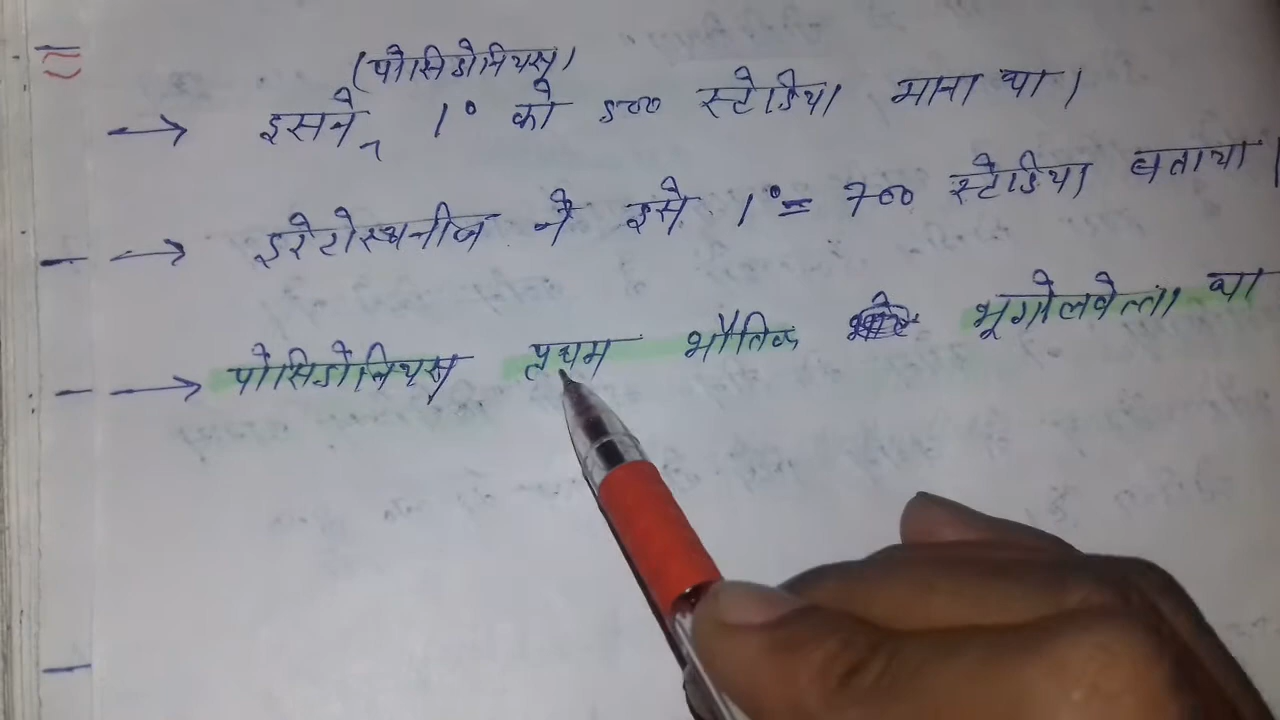 (पोसिडोनियस)
→ इसने, 1° को 500 स्टेडिया माना था।
→ इरेटोस्थनीज ने इसे 1° = 700 स्टेडिया बताया।
→ पोसिडोनियस प्रथम भौतिक भूगोलवेत्ता था